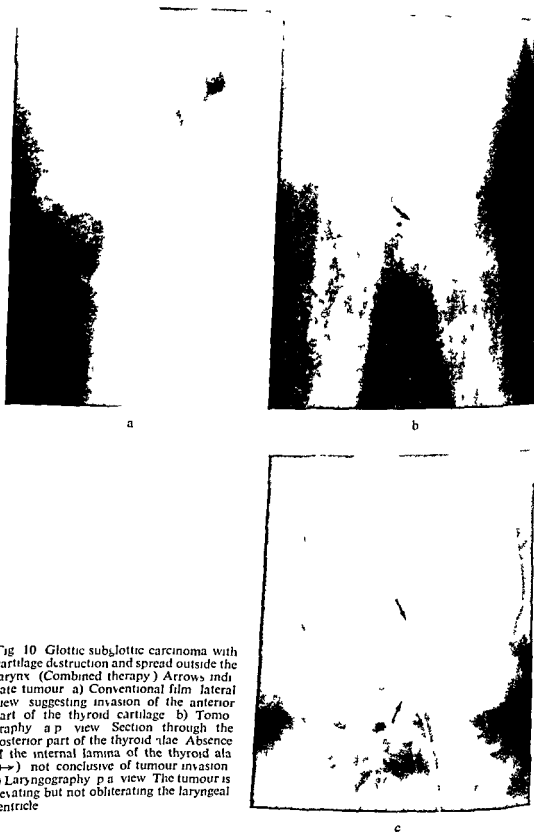 a
b
Fig 10 Glottic subglottic carcinoma with
cartilage destruction and spread outside the
larynx (Combined therapy) Arrows indi
cate tumour a) Conventional film lateral
view suggesting invasion of the anterior
part of the thyroid cartilage b) Tomo
graphy a p view Section through the
posterior part of the thyroid alae Absence
of the internal lamina of the thyroid ala
(↦) not conclusive of tumour invasion
c) Laryngography p a view The tumour is
elevating but not obliterating the laryngeal
ventricle
c